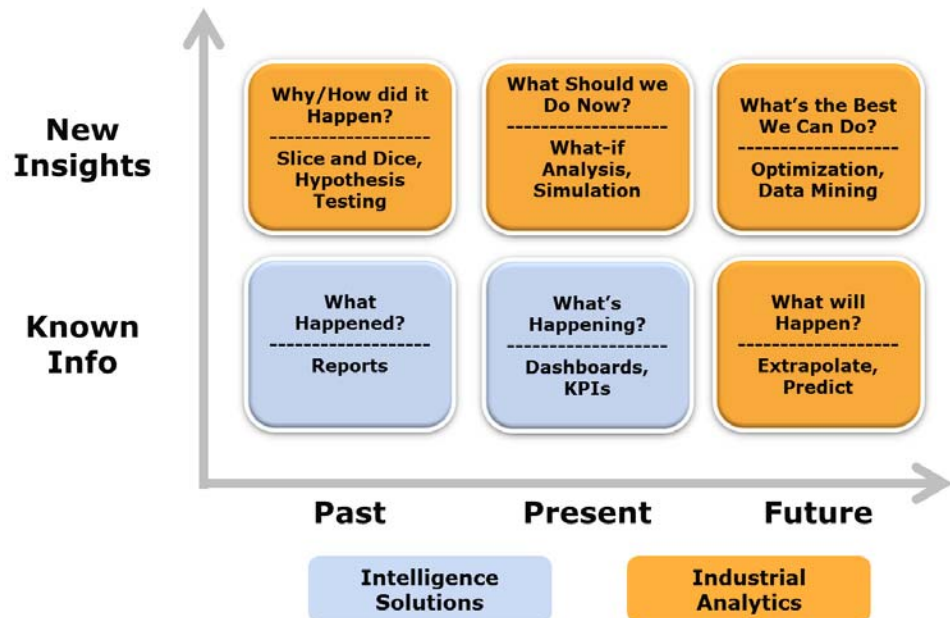 New
Insights
Why/How did it
Happen?
Slice and Dice,
Hypothesis
Testing
What Should we
Do Now?
What-if
Analysis,
Simulation
What's the Best
We Can Do?
Optimization,
Data Mining
Known
Info
What
Happened?
Reports
What's
Happening?
Dashboards,
KPIs
What will
Happen?
Extrapolate,
Predict
Past
Present
Future
Intelligence
Solutions
Industrial
Analytics